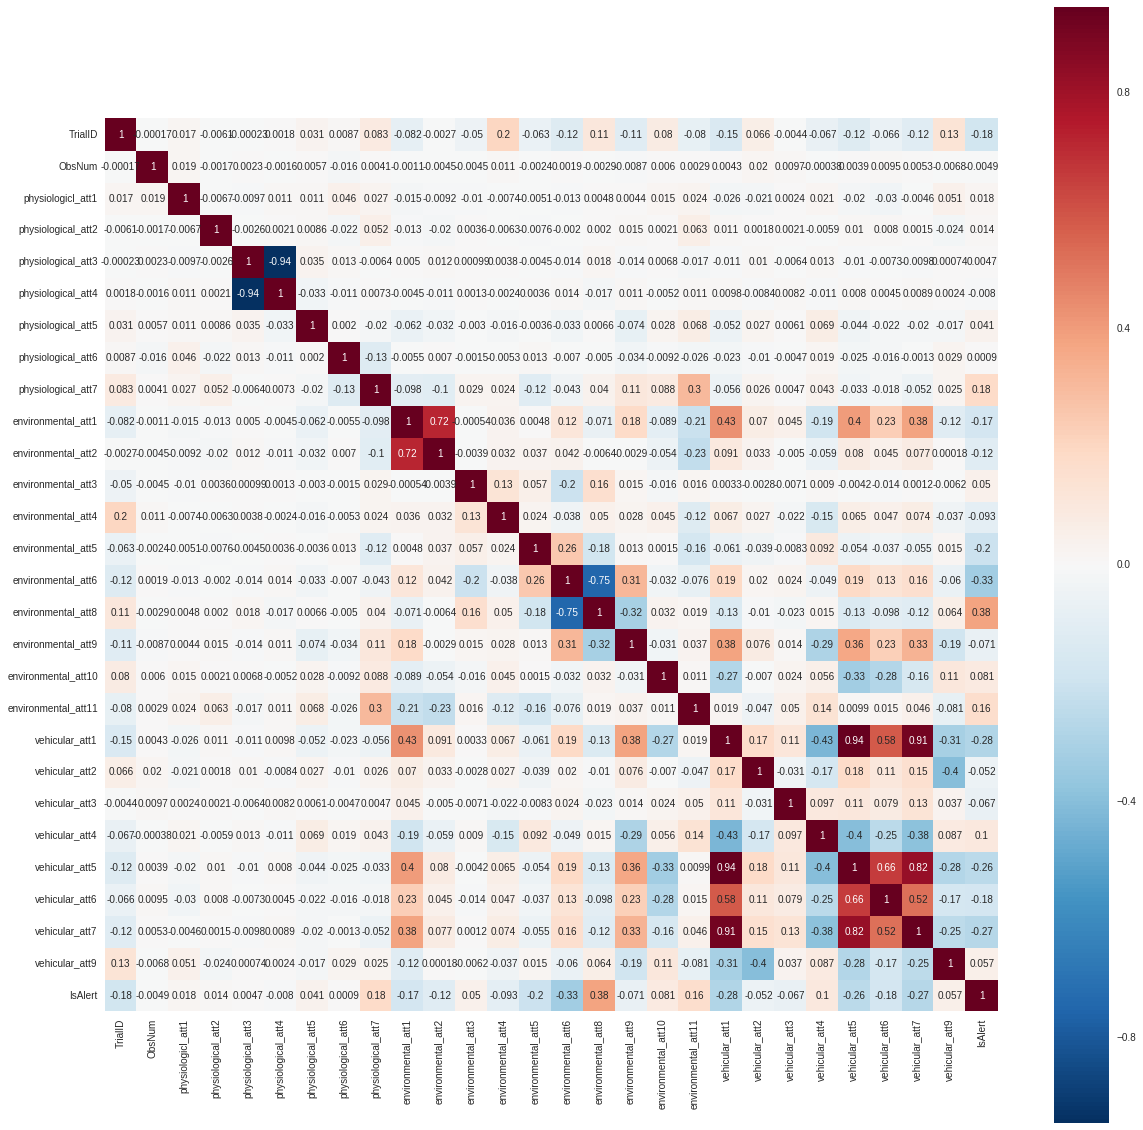 0.8
TrialID 1 -0.00017 0.017 -0.0061 -0.00023 0.0018 0.031 0.0087 0.083 -0.082 -0.0027 -0.05 0.2 -0.063 -0.12 0.11 -0.11 0.08 -0.08 -0.15 0.066 -0.0044 -0.067 -0.12 -0.066 -0.12 0.13 -0.18
ObsNum -0.00017 1 0.019 -0.0017 0.0023 -0.0016 0.0057 -0.016 0.0041 -0.0011 -0.0045 -0.0045 0.011 -0.0024 0.0019 -0.0029 -0.0087 0.006 0.0029 0.0043 0.02 0.0097 -0.00038 0.0039 0.0095 0.0053 -0.0068 -0.0049
physiologicl_att1 0.017 0.019 1 -0.0067 -0.0097 0.011 0.011 0.046 0.027 -0.015 -0.0092 -0.01 -0.0074 -0.0051 -0.013 0.0048 0.0044 0.015 0.024 -0.026 -0.021 0.0024 0.021 -0.02 -0.03 -0.0046 0.051 0.018
physiological_att2 -0.0061 -0.0017 -0.0067 1 -0.0026 0.0021 0.0086 -0.022 0.052 -0.013 -0.02 0.0036 -0.0063 -0.0076 -0.002 0.002 0.015 0.0021 0.063 0.011 0.0018 0.0021 -0.0059 0.01 0.008 0.0015 -0.024 0.014
physiological_att3 -0.00023 0.0023 -0.0097 -0.0026 1 -0.94 0.035 0.013 -0.0064 0.005 0.012 0.00099 0.0038 -0.0045 -0.014 0.018 -0.014 0.0068 -0.017 -0.011 0.01 -0.0064 0.013 -0.01 -0.0073 -0.0098 0.00074 0.0047
physiological_att4 0.0018 -0.0016 0.011 0.0021 -0.94 1 -0.033 -0.011 0.0073 -0.0045 -0.011 0.0013 -0.0024 0.0036 0.014 -0.017 0.011 -0.0052 0.011 0.0098 -0.0084 0.0082 -0.011 0.008 0.0045 0.0089 0.0024 -0.008
physiological_att5 0.031 0.0057 0.011 0.0086 0.035 -0.033 1 0.002 -0.02 -0.062 -0.032 -0.003 -0.016 -0.0036 -0.033 0.0066 -0.074 0.028 0.068 -0.052 0.027 0.0061 0.069 -0.044 -0.022 -0.02 -0.017 0.041
0.4
physiological_att6 0.0087 -0.016 0.046 -0.022 0.013 -0.011 0.002 1 -0.13 -0.0055 0.007 -0.0015 -0.0053 0.013 -0.007 -0.005 -0.034 -0.0092 -0.026 -0.023 -0.01 -0.0047 0.019 -0.025 -0.016 -0.0013 0.029 0.0009
physiological_att7 0.083 0.0041 0.027 0.052 -0.0064 0.0073 -0.02 -0.13 1 -0.098 -0.1 0.029 0.024 -0.12 -0.043 0.04 0.11 0.088 0.3 -0.056 0.026 0.0047 0.043 -0.033 -0.018 -0.052 0.025 0.18
environmental_att1 -0.082 -0.0011 -0.015 -0.013 0.005 -0.0045 -0.062 -0.0055 -0.098 1 0.72 -0.00054 0.036 0.0048 0.12 -0.071 0.18 -0.089 -0.21 0.43 0.07 0.045 -0.19 0.4 0.23 0.38 -0.12 -0.17
environmental_att2 -0.0027 -0.0045 -0.0092 -0.02 0.012 -0.011 -0.032 0.007 -0.1 0.72 1 -0.0039 0.032 0.037 0.042 -0.0064 -0.0029 -0.054 -0.23 0.091 0.033 -0.005 -0.059 0.08 0.045 0.077 0.00018 -0.12
environmental_att3 -0.05 -0.0045 -0.01 0.0036 0.00099 0.0013 -0.003 -0.0015 0.029 -0.00054 -0.0039 1 0.13 0.057 -0.2 0.16 0.015 -0.016 0.016 0.0033 -0.0028 -0.0071 0.009 -0.0042 -0.014 0.0012 -0.0062 0.05
environmental_att4 0.2 0.011 -0.0074 -0.0063 0.0038 -0.0024 -0.016 -0.0053 0.024 0.036 0.032 0.13 1 0.024 -0.038 0.05 0.028 0.045 -0.12 0.067 0.027 -0.022 -0.15 0.065 0.047 0.074 -0.037 -0.093
environmental_att5 -0.063 -0.0024 -0.0051 -0.0076 -0.0045 0.0036 -0.0036 0.013 -0.12 0.0048 0.037 0.057 0.024 1 0.26 -0.18 0.013 0.0015 -0.16 -0.061 -0.039 -0.0083 0.092 -0.054 -0.037 -0.055 0.015 -0.2
0.0
environmental_att6 -0.12 0.0019 -0.013 -0.002 -0.014 0.014 -0.033 -0.007 -0.043 0.12 0.042 -0.2 -0.038 0.26 1 -0.75 0.31 -0.032 -0.076 0.19 0.02 0.024 -0.049 0.19 0.13 0.16 -0.06 -0.33
environmental_att8 0.11 -0.0029 0.0048 0.002 0.018 -0.017 0.0066 -0.005 0.04 -0.071 -0.0064 0.16 0.05 -0.18 -0.75 1 -0.32 0.032 0.019 -0.13 -0.01 -0.023 0.015 -0.13 -0.098 -0.12 0.064 0.38
environmental_att9 -0.11 -0.0087 0.0044 0.015 -0.014 0.011 -0.074 -0.034 0.11 0.18 -0.0029 0.015 0.028 0.013 0.31 -0.32 1 -0.031 0.037 0.38 0.076 0.014 -0.29 0.36 0.23 0.33 -0.19 -0.071
environmental_att10 0.08 0.006 0.015 0.0021 0.0068 -0.0052 0.028 -0.0092 0.088 -0.089 -0.054 -0.016 0.045 0.0015 -0.032 0.032 -0.031 1 0.011 -0.27 -0.007 0.024 0.056 -0.33 -0.28 -0.16 0.11 0.081
environmental_att11 -0.08 0.0029 0.024 0.063 -0.017 0.011 0.068 -0.026 0.3 -0.21 -0.23 0.016 -0.12 -0.16 -0.076 0.019 0.037 0.011 1 0.019 -0.047 0.05 0.14 0.0099 0.015 0.046 -0.081 0.16
vehicular_att1 -0.15 0.0043 -0.026 0.011 -0.011 0.0098 -0.052 -0.023 -0.056 0.43 0.091 0.0033 0.067 -0.061 0.19 -0.13 0.38 -0.27 0.019 1 0.17 0.11 -0.43 0.94 0.58 0.91 -0.31 -0.28
vehicular_att2 0.066 0.02 -0.021 0.0018 0.01 -0.0084 0.027 -0.01 0.026 0.07 0.033 -0.0028 0.027 -0.039 0.02 -0.01 0.076 -0.007 -0.047 0.17 1 -0.031 -0.17 0.18 0.11 0.15 -0.4 -0.052
−0.4
vehicular_att3 -0.0044 0.0097 0.0024 0.0021 -0.0064 0.0082 0.0061 -0.0047 0.0047 0.045 -0.005 -0.0071 -0.022 -0.0083 0.024 -0.023 0.014 0.024 0.05 0.11 -0.031 1 0.097 0.11 0.079 0.13 0.037 -0.067
vehicular_att4 -0.067 -0.00038 0.021 -0.0059 0.013 -0.011 0.069 0.019 0.043 -0.19 -0.059 0.009 -0.15 0.092 -0.049 0.015 -0.29 0.056 0.14 -0.43 -0.17 0.097 1 -0.4 -0.25 -0.38 0.087 0.1
vehicular_att5 -0.12 0.0039 -0.02 0.01 -0.01 0.008 -0.044 -0.025 -0.033 0.4 0.08 -0.0042 0.065 -0.054 0.19 -0.13 0.36 -0.33 0.0099 0.94 0.18 0.11 -0.4 1 0.66 0.82 -0.28 -0.26
vehicular_att6 -0.066 0.0095 -0.03 0.008 -0.0073 0.0045 -0.022 -0.016 -0.018 0.23 0.045 -0.014 0.047 -0.037 0.13 -0.098 0.23 -0.28 0.015 0.58 0.11 0.079 -0.25 0.66 1 0.52 -0.17 -0.18
vehicular_att7 -0.12 0.0053 -0.0046 0.0015 -0.0098 0.0089 -0.02 -0.0013 -0.052 0.38 0.077 0.0012 0.074 -0.055 0.16 -0.12 0.33 -0.16 0.046 0.91 0.15 0.13 -0.38 0.82 0.52 1 -0.25 -0.27
vehicular_att9 0.13 -0.0068 0.051 -0.024 0.00074 0.0024 -0.017 0.029 0.025 -0.12 0.00018 -0.0062 -0.037 0.015 -0.06 0.064 -0.19 0.11 -0.081 -0.31 -0.4 0.037 0.087 -0.28 -0.17 -0.25 1 0.057
IsAlert -0.18 -0.0049 0.018 0.014 0.0047 -0.008 0.041 0.0009 0.18 -0.17 -0.12 0.05 -0.093 -0.2 -0.33 0.38 -0.071 0.081 0.16 -0.28 -0.052 -0.067 0.1 -0.26 -0.18 -0.27 0.057 1
−0.8
TrialID
ObsNum
physiologicl_att1
physiological_att2
physiological_att3
physiological_att4
physiological_att5
physiological_att6
physiological_att7
environmental_att1
environmental_att2
environmental_att3
environmental_att4
environmental_att5
environmental_att6
environmental_att8
environmental_att9
environmental_att10
environmental_att11
vehicular_att1
vehicular_att2
vehicular_att3
vehicular_att4
vehicular_att5
vehicular_att6
vehicular_att7
vehicular_att9
IsAlert